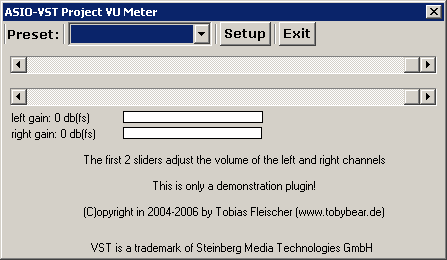 ASIO-VST Project VU Meter
Preset: Setup Exit
left gain: 0 db(fs)
right gain: 0 db(fs)
The first 2 sliders adjust the volume of the left and right channels
This is only a demonstration plugin!
(C)opyright in 2004-2006 by Tobias Fleischer (www.tobybear.de)
VST is a trademark of Steinberg Media Technologies GmbH